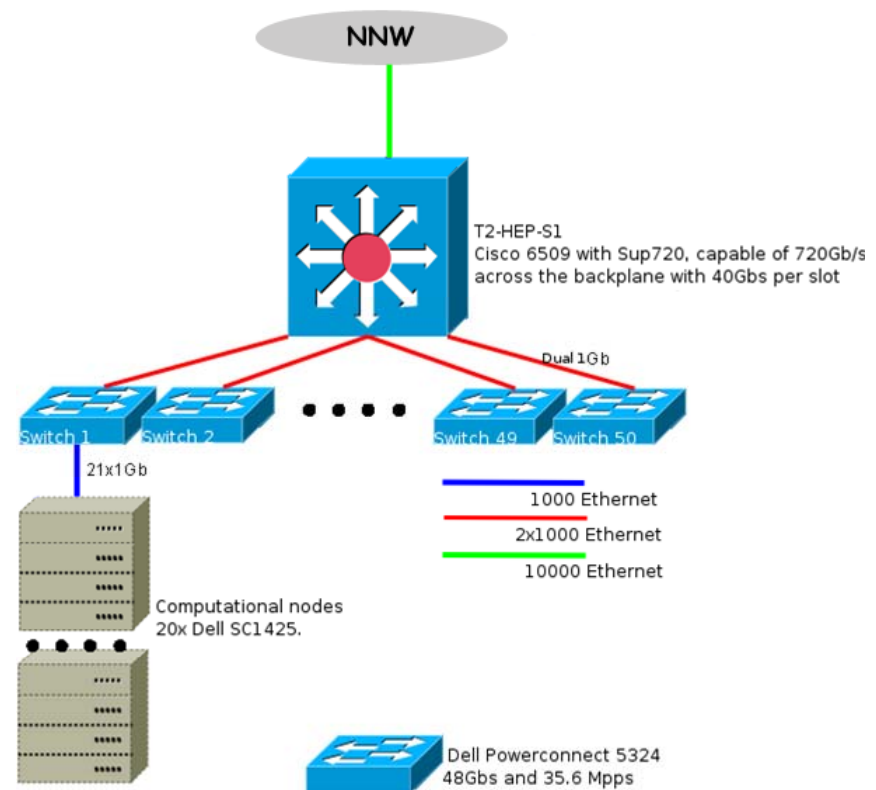 NNW
T2-HEP-S1
Cisco 6509 with Sup720, capable of 720Gb/s
across the backplane with 40Gbs per slot
Dual 1Gb
Switch 1
Switch 2
Switch 49
Switch 50
21x1Gb
1000 Ethernet
2x1000 Ethernet
10000 Ethernet
Computational nodes
20x Dell SC1425.
Dell Powerconnect 5324
48Gbs and 35.6 Mpps